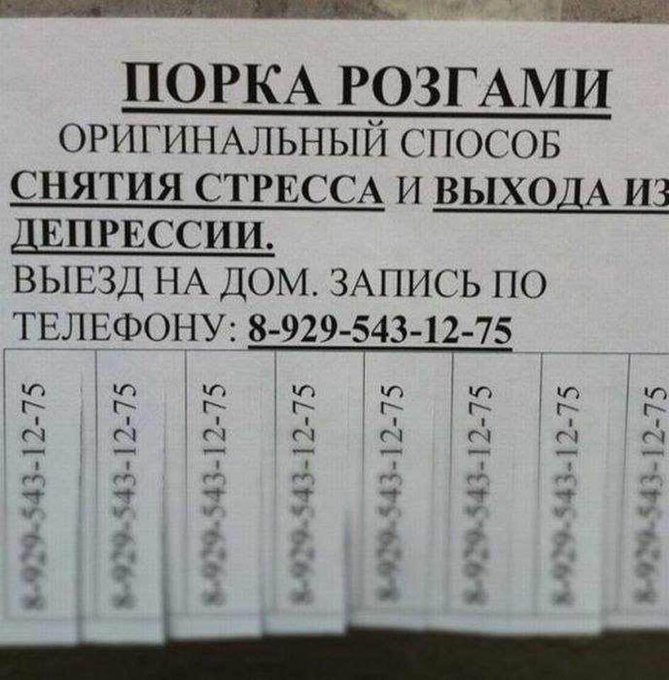 ПОРКА РОЗГАМИ
ОРИГИНАЛЬНЫЙ СПОСОБ
СНЯТИЯ СТРЕССА И ВЫХОДА ИЗ
ДЕПРЕССИИ.
ВЫЕЗД НА ДОМ. ЗАПИСЬ ПО
ТЕЛЕФОНУ: 8-929-543-12-75
8-929-543-12-75
8-929-543-12-75
8-929-543-12-75
8-929-543-12-75
8-929-543-12-75
8-929-543-12-75
8-929-543-12-75
8-929-543-12-75